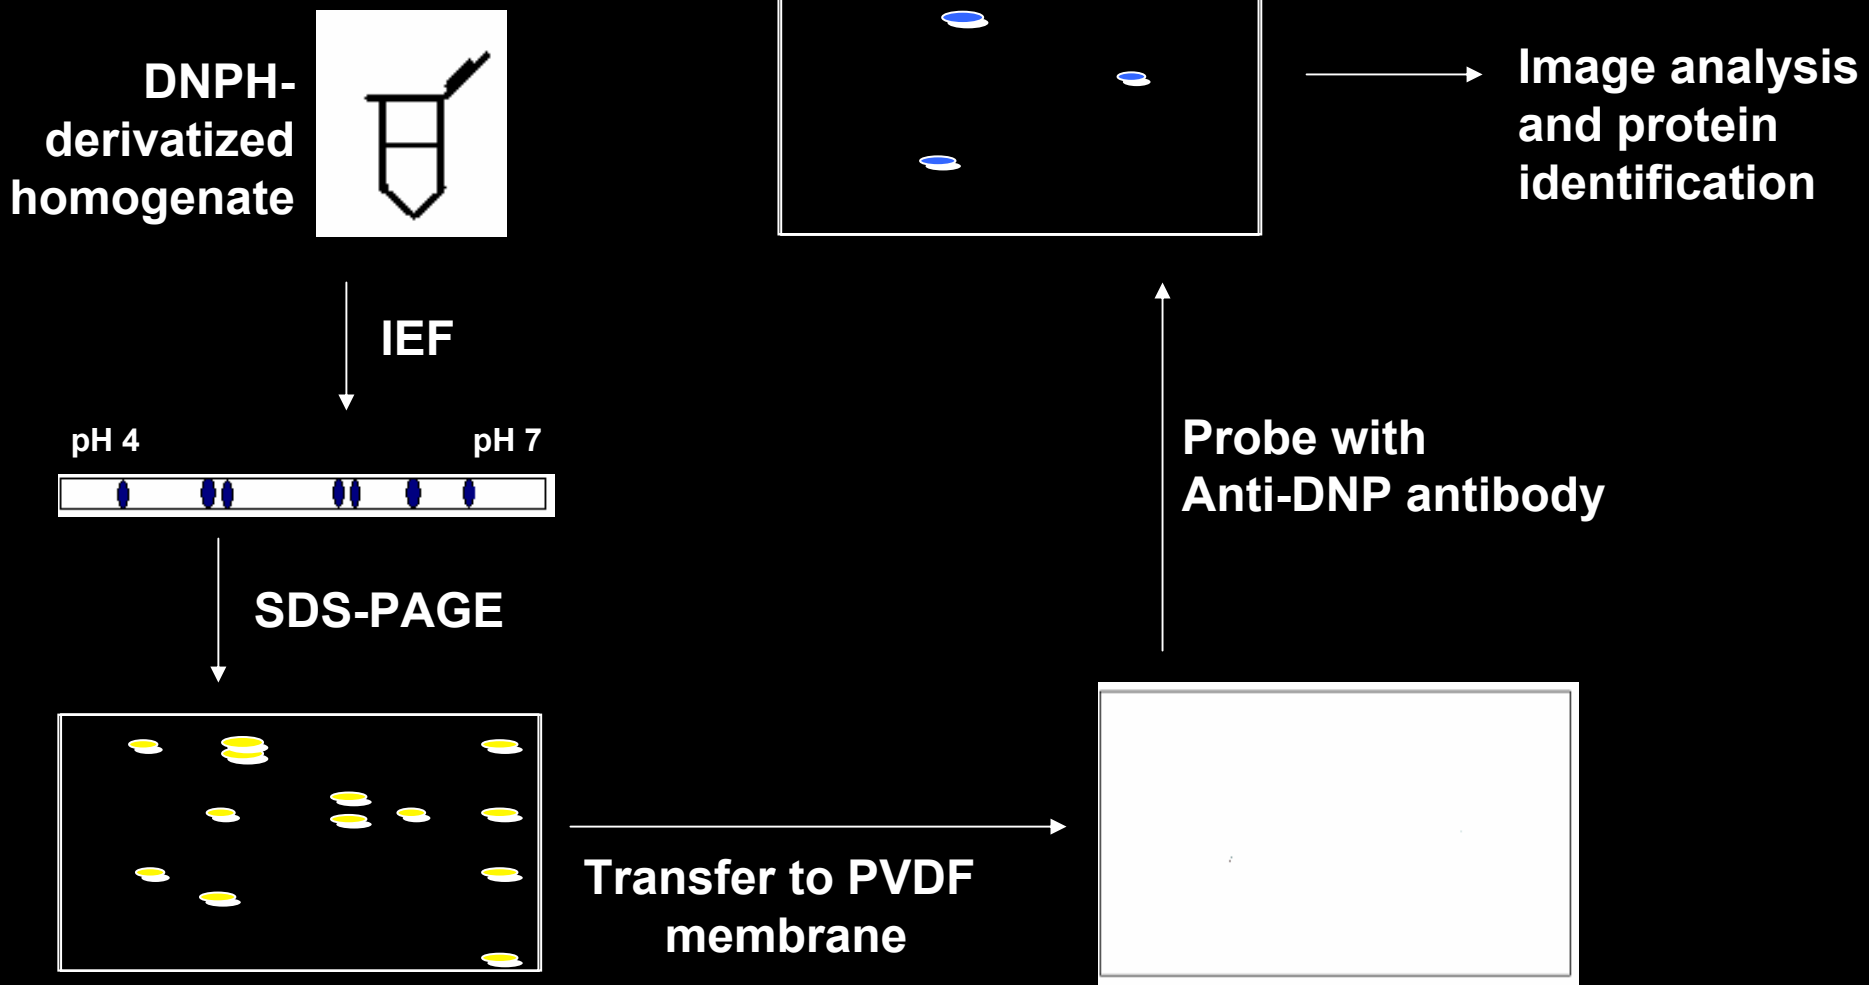 DNPH-
derivatized
homogenate
IEF
pH 4
pH 7
SDS-PAGE
Transfer to PVDF
membrane
Probe with
Anti-DNP antibody
Image analysis
and protein
identification